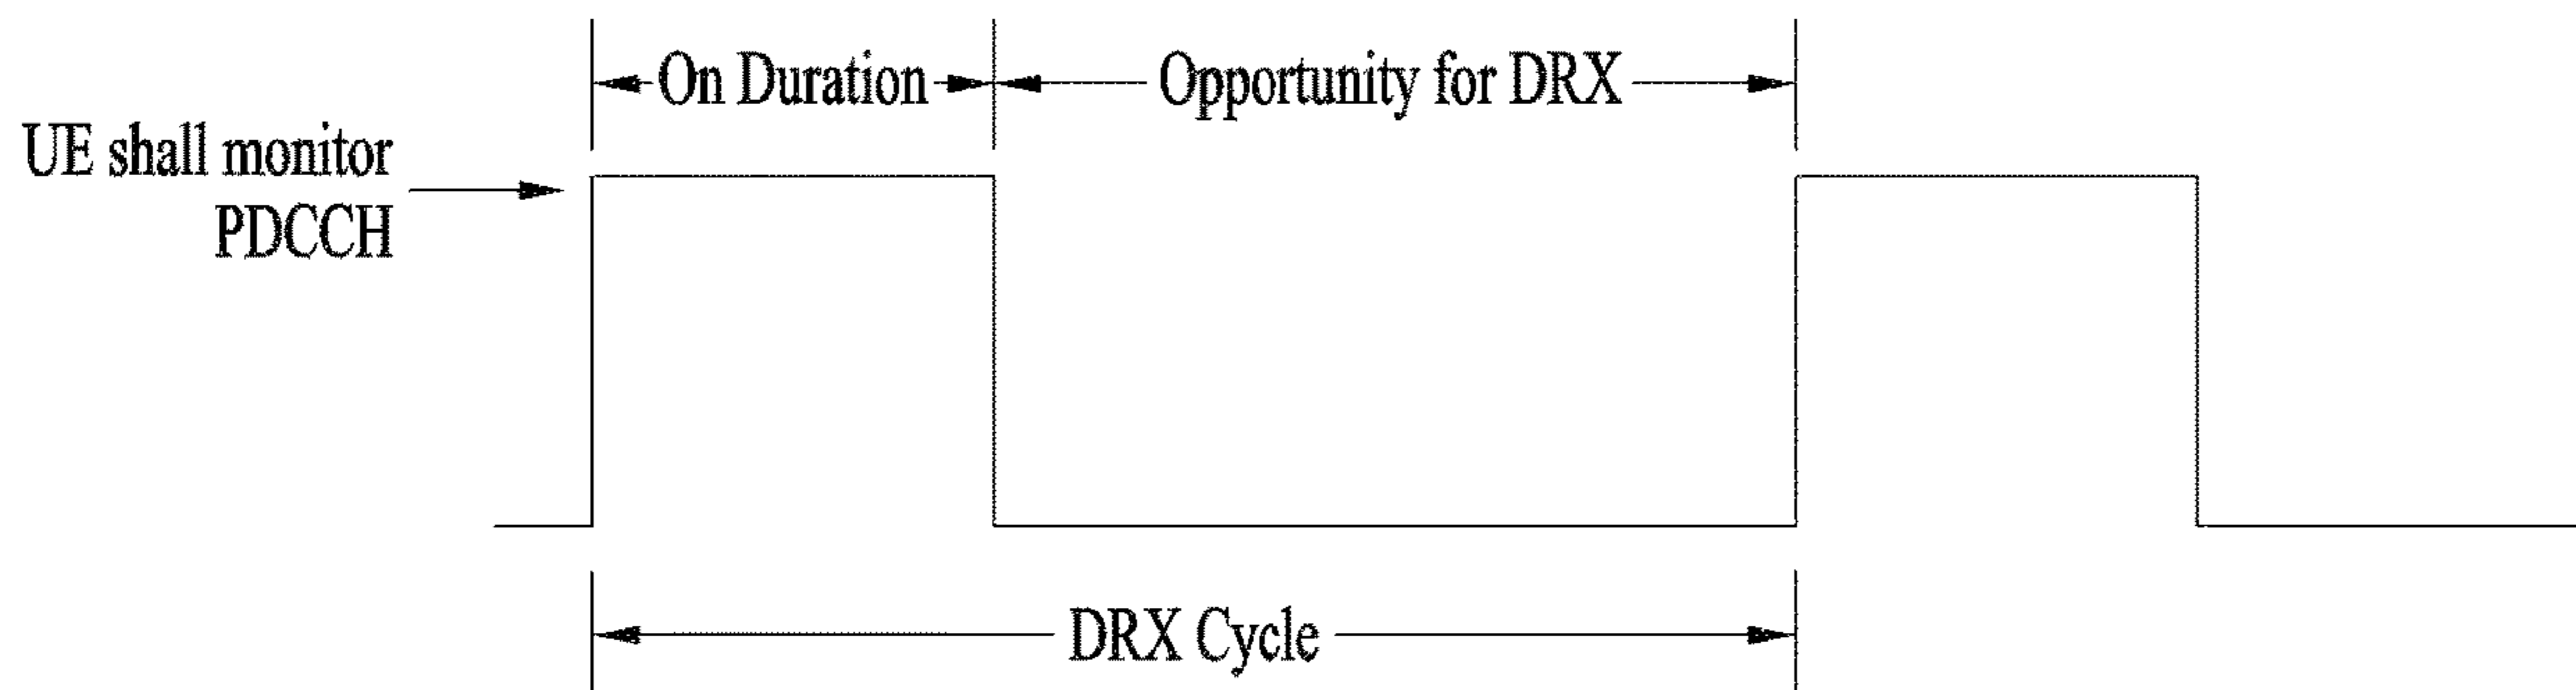 On Duration
Opportunity for DRX
UE shall monitor
PDCCH
DRX Cycle